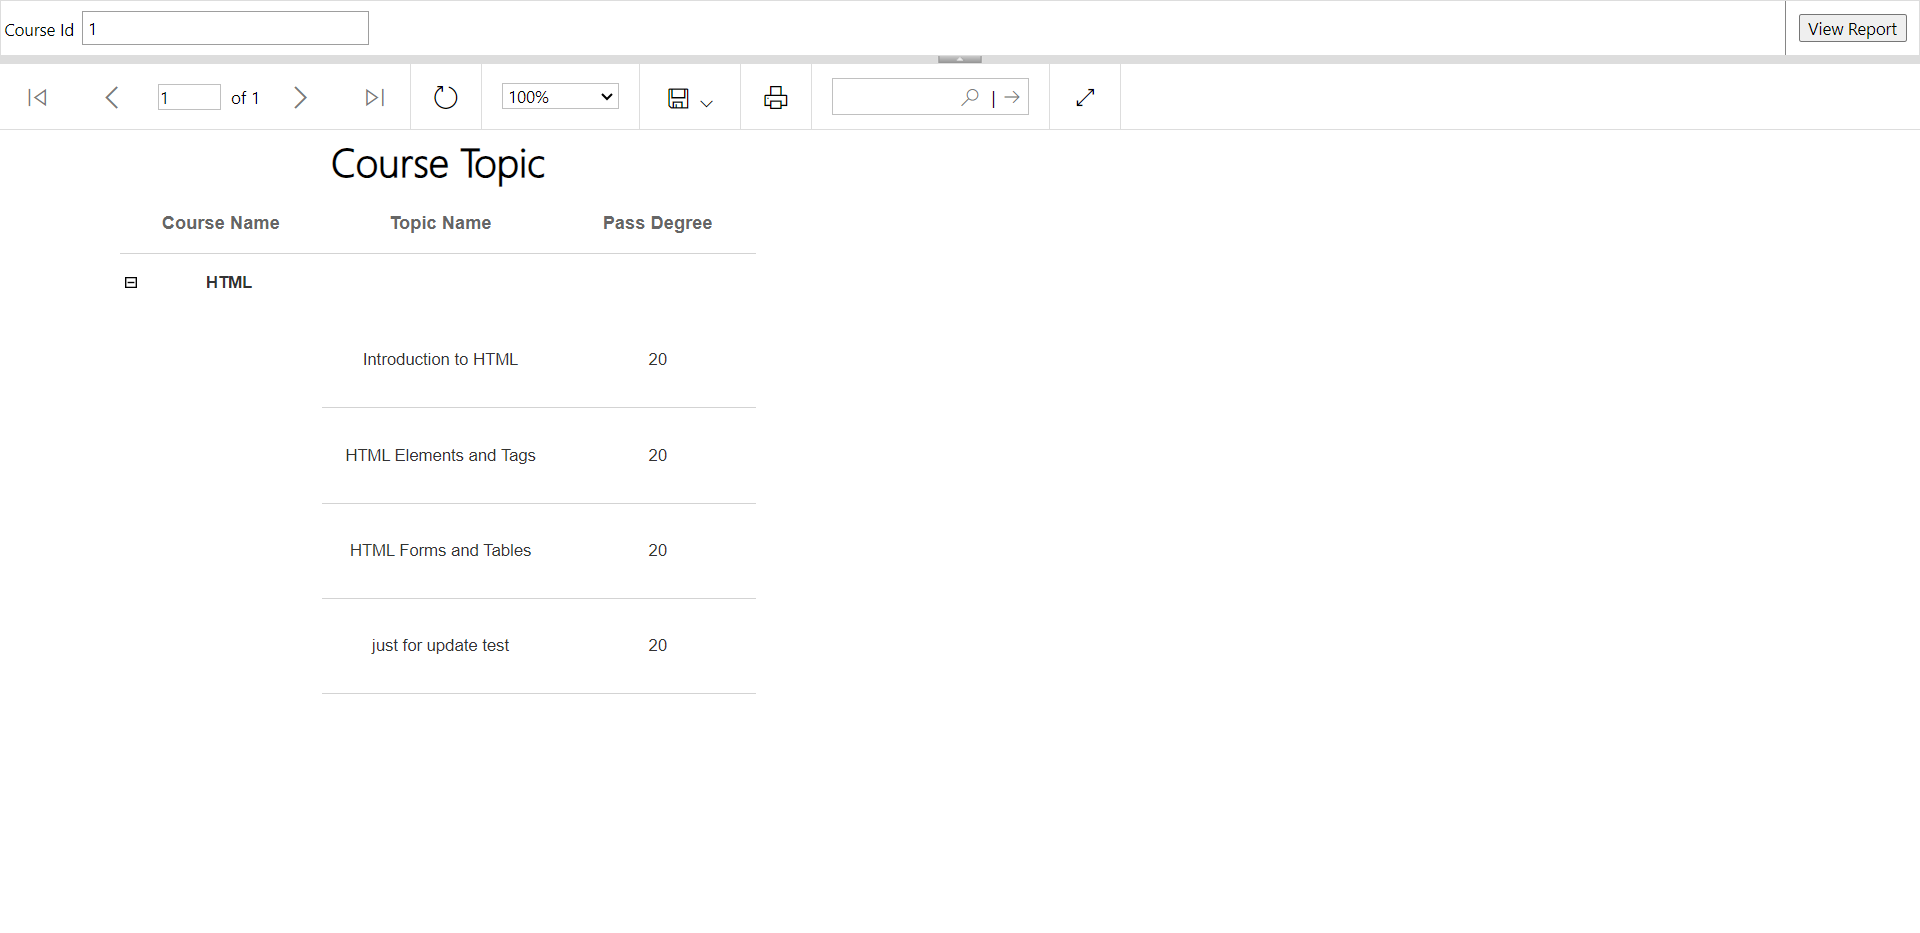 Course Id 1 View Report
1 of 1 100% |
Course Topic
Course Name Topic Name Pass Degree
HTML
Introduction to HTML 20
HTML Elements and Tags 20
HTML Forms and Tables 20
just for update test 20